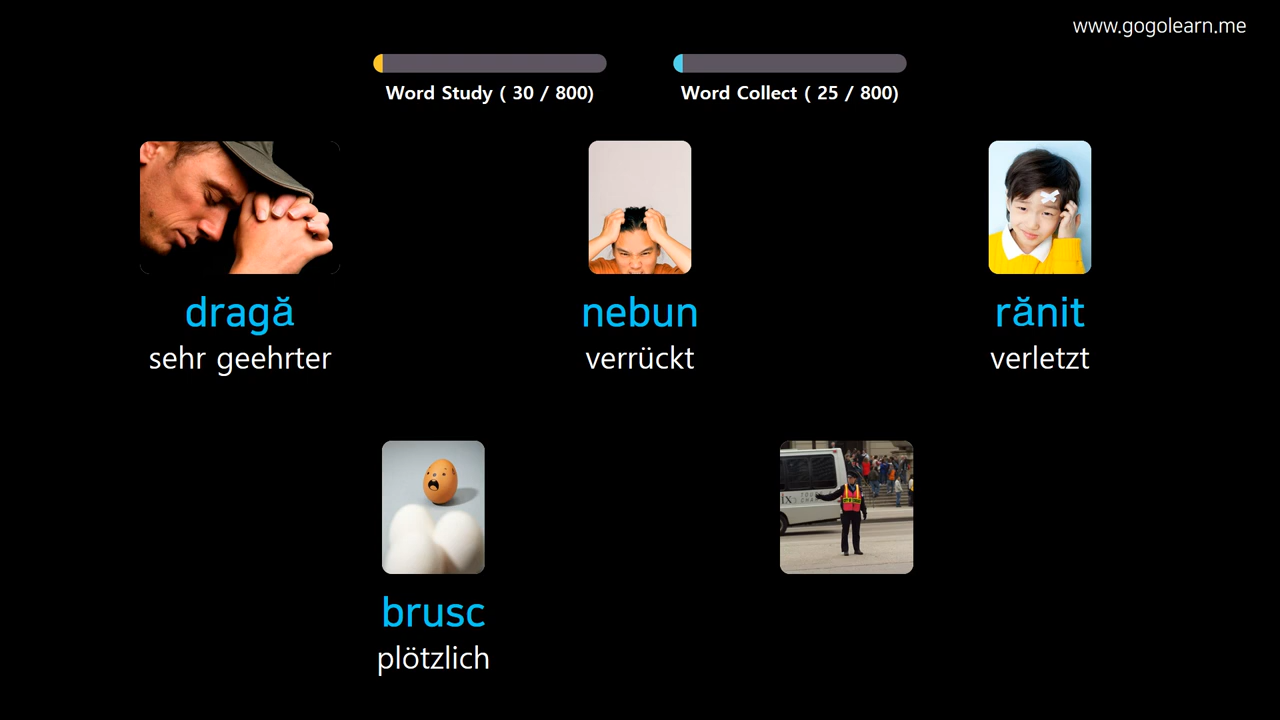 www.gogolearn.me
Word Study ( 30 / 800)
Word Collect ( 25 / 800)
dragă
sehr geehrter
nebun
verrückt
rănit
verletzt
brusc
plötzlich